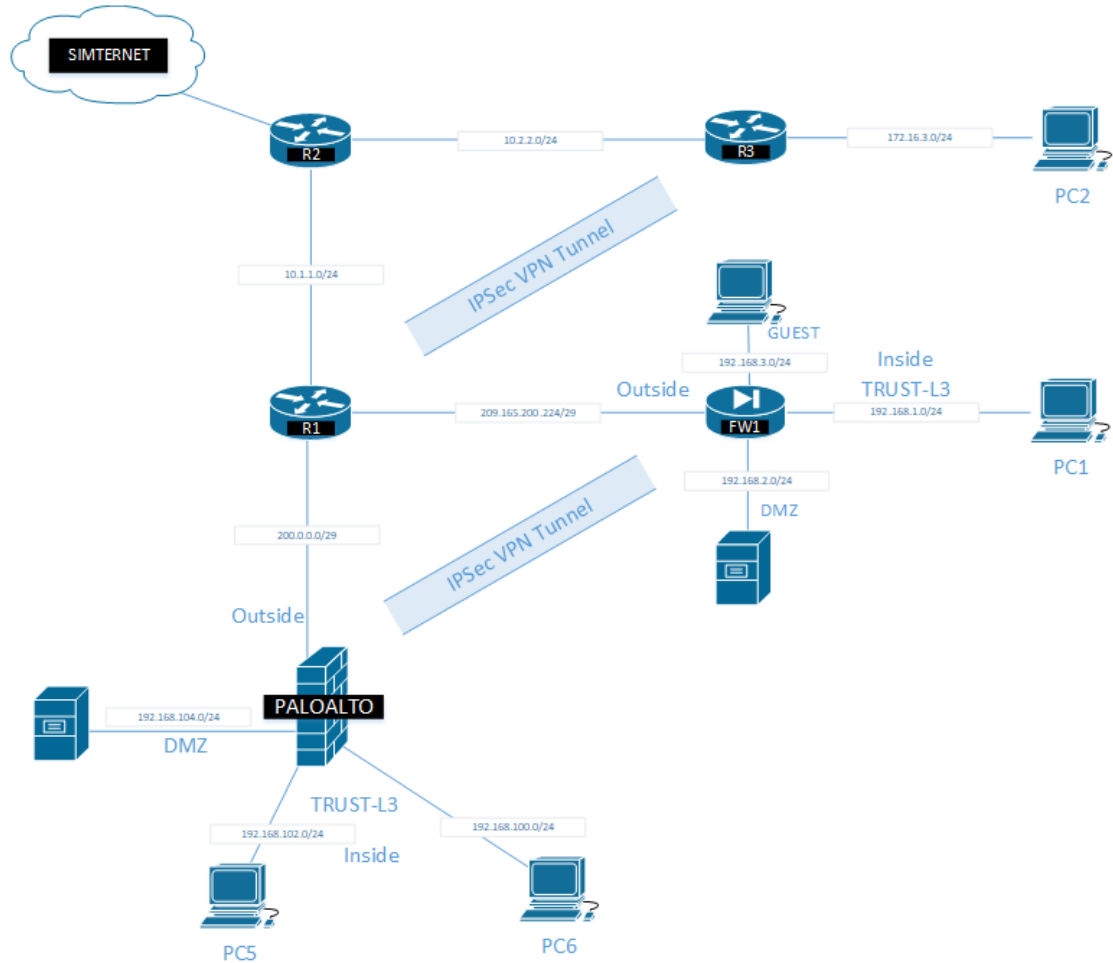 SIMTERNET
R2
10.2.2.0/24
R3
172.16.3.0/24
PC2
IPSec VPN Tunnel
10.1.1.0/24
GUEST
192.168.3.0/24
Inside
TRUST-L3
192.168.1.0/24
Outside
209.165.200.224/29
R1
FW1
PC1
192.168.2.0/24
DMZ
IPSec VPN Tunnel
200.0.0.0/29
Outside
PALOALTO
192.168.104.0/24
DMZ
TRUST-L3
192.168.102.0/24
192.168.100.0/24
Inside
PC5
PC6